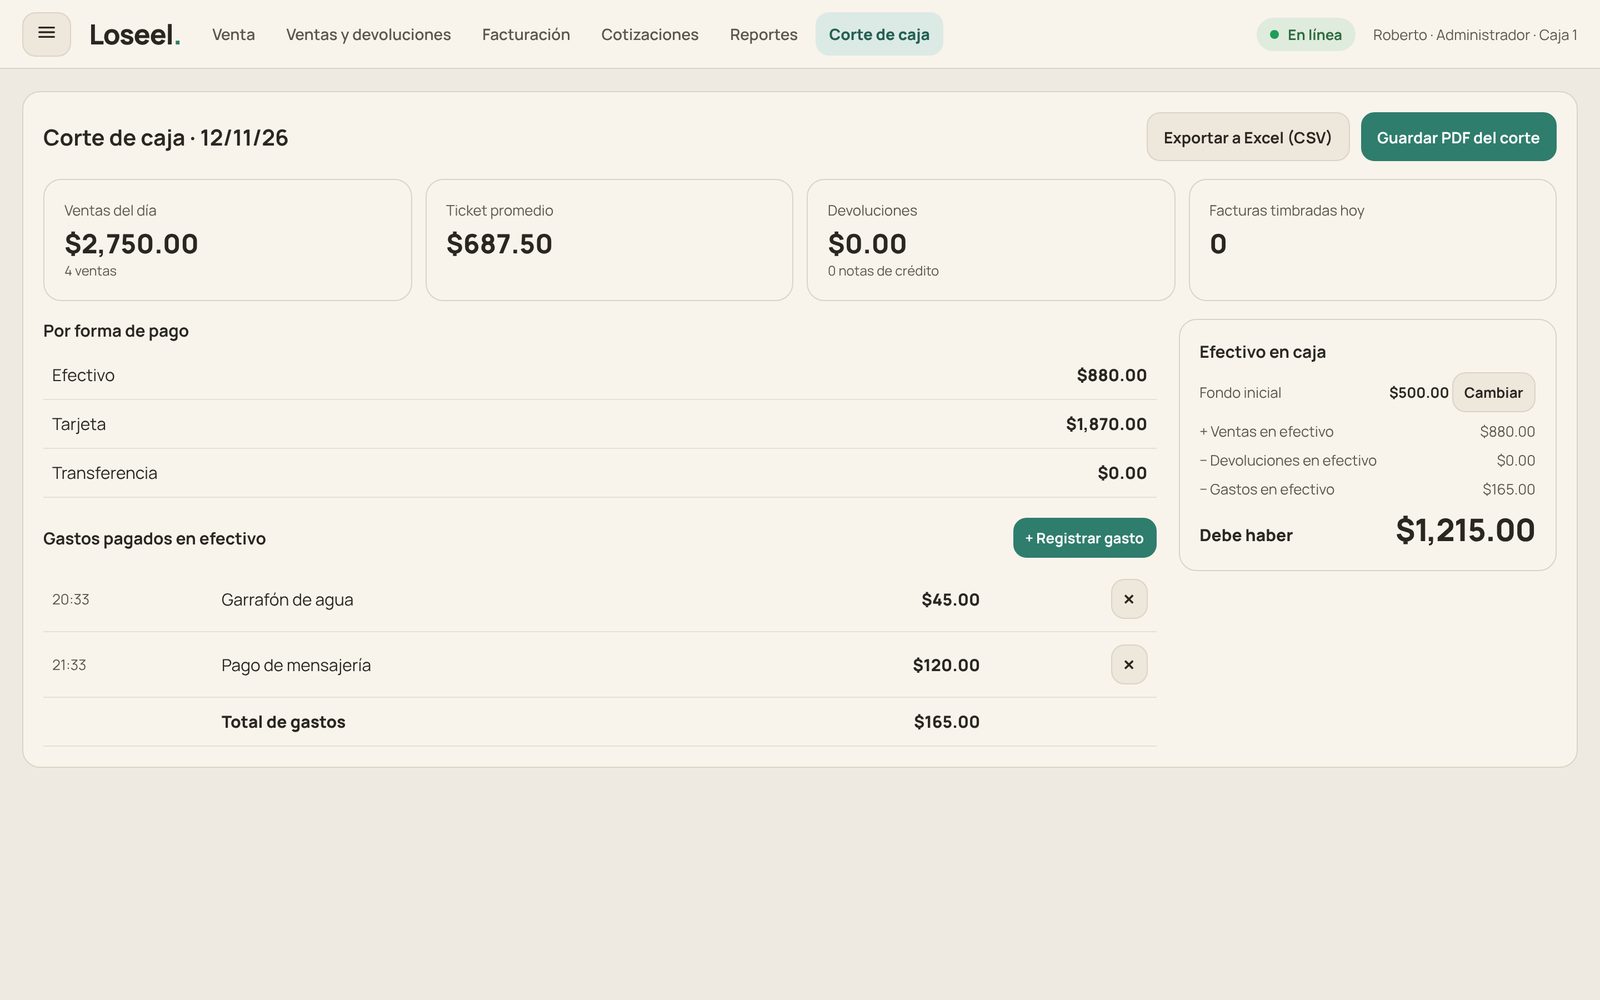 Loseel.
Venta
Ventas y devoluciones
Facturación
Cotizaciones
Reportes
Corte de caja
En línea
Roberto · Administrador · Caja 1
Corte de caja · 12/11/26
Exportar a Excel (CSV)
Guardar PDF del corte
Ventas del día
$2,750.00
4 ventas
Ticket promedio
$687.50
Devoluciones
$0.00
0 notas de crédito
Facturas timbradas hoy
0
Por forma de pago
Efectivo $880.00
Tarjeta $1,870.00
Transferencia $0.00
Gastos pagados en efectivo
+ Registrar gasto
20:33 Garrafón de agua $45.00 ×
21:33 Pago de mensajería $120.00 ×
Total de gastos $165.00
Efectivo en caja
Fondo inicial $500.00 Cambiar
+ Ventas en efectivo $880.00
− Devoluciones en efectivo $0.00
− Gastos en efectivo $165.00
Debe haber $1,215.00